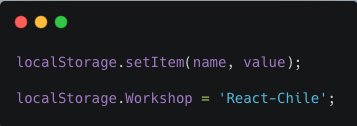 localStorage.setItem(name, value);
localStorage.Workshop = 'React-Chile';